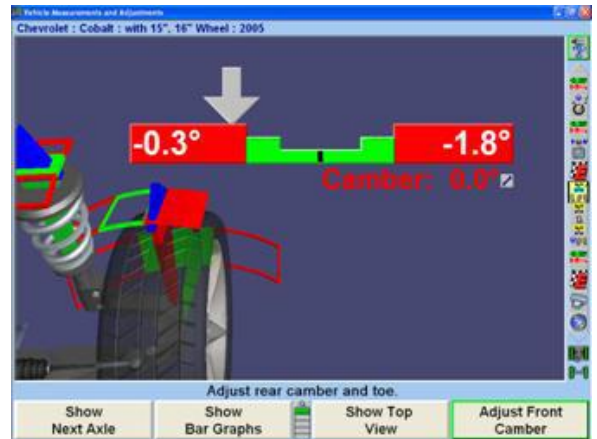 Vehicle Measurements and Adjustments
Chevrolet : Cobalt : with 15", 16" Wheel : 2005
-0.3°
-1.8°
Camber: 0.0°
Adjust rear camber and toe.
Show
Next Axle
Show
Bar Graphs
Show Top
View
Adjust Front
Camber